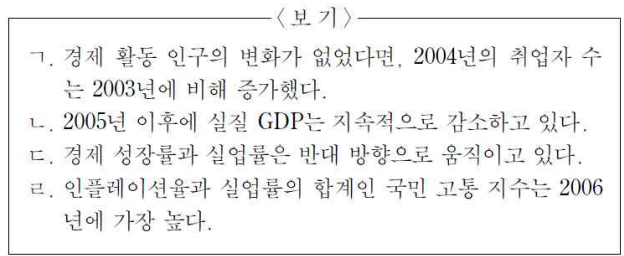 〈보 기〉
ㄱ. 경제 활동 인구의 변화가 없었다면, 2004년의 취업자 수
는 2003년에 비해 증가했다.
ㄴ. 2005년 이후에 실질 GDP는 지속적으로 감소하고 있다.
ㄷ. 경제 성장률과 실업률은 반대 방향으로 움직이고 있다.
ㄹ. 인플레이션율과 실업률의 합계인 국민 고통 지수는 2006
년에 가장 높다.